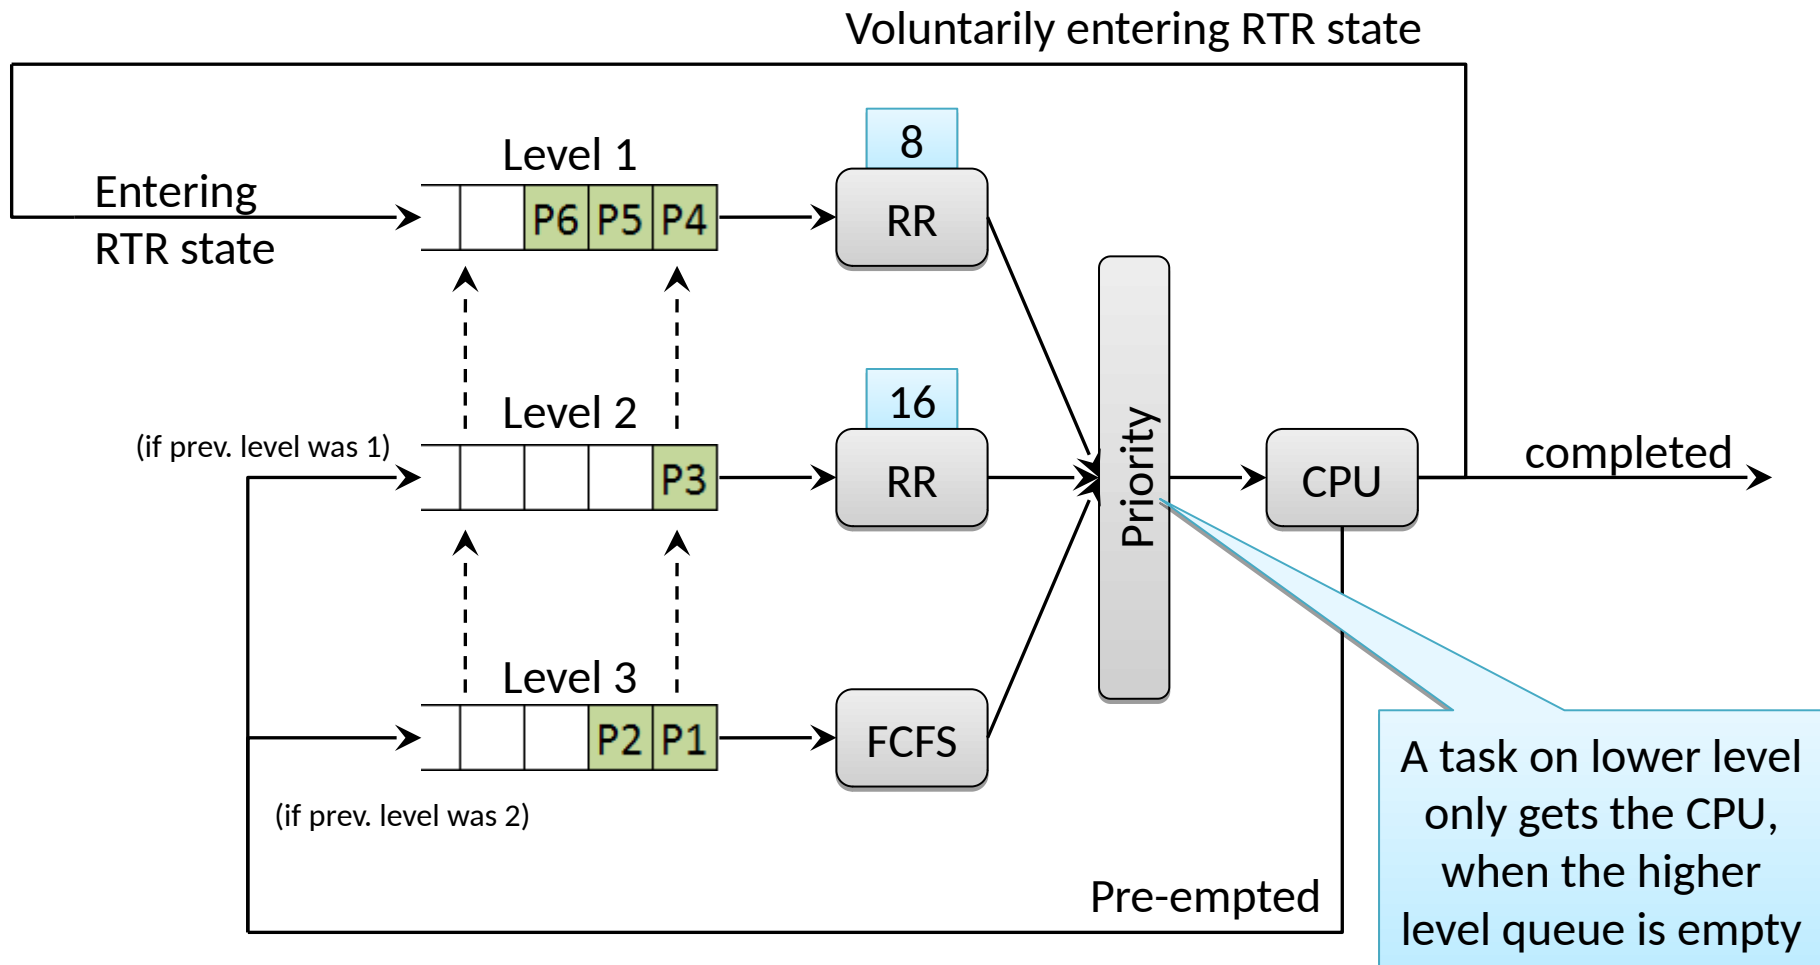 Voluntarily entering RTR state
8
Level 1
Entering
RTR state
P6 P5 P4
RR
16
Level 2
(if prev. level was 1)
P3
RR
Priority
CPU
completed
Level 3
P2 P1
FCFS
(if prev. level was 2)
Pre-empted
A task on lower level
only gets the CPU,
when the higher
level queue is empty